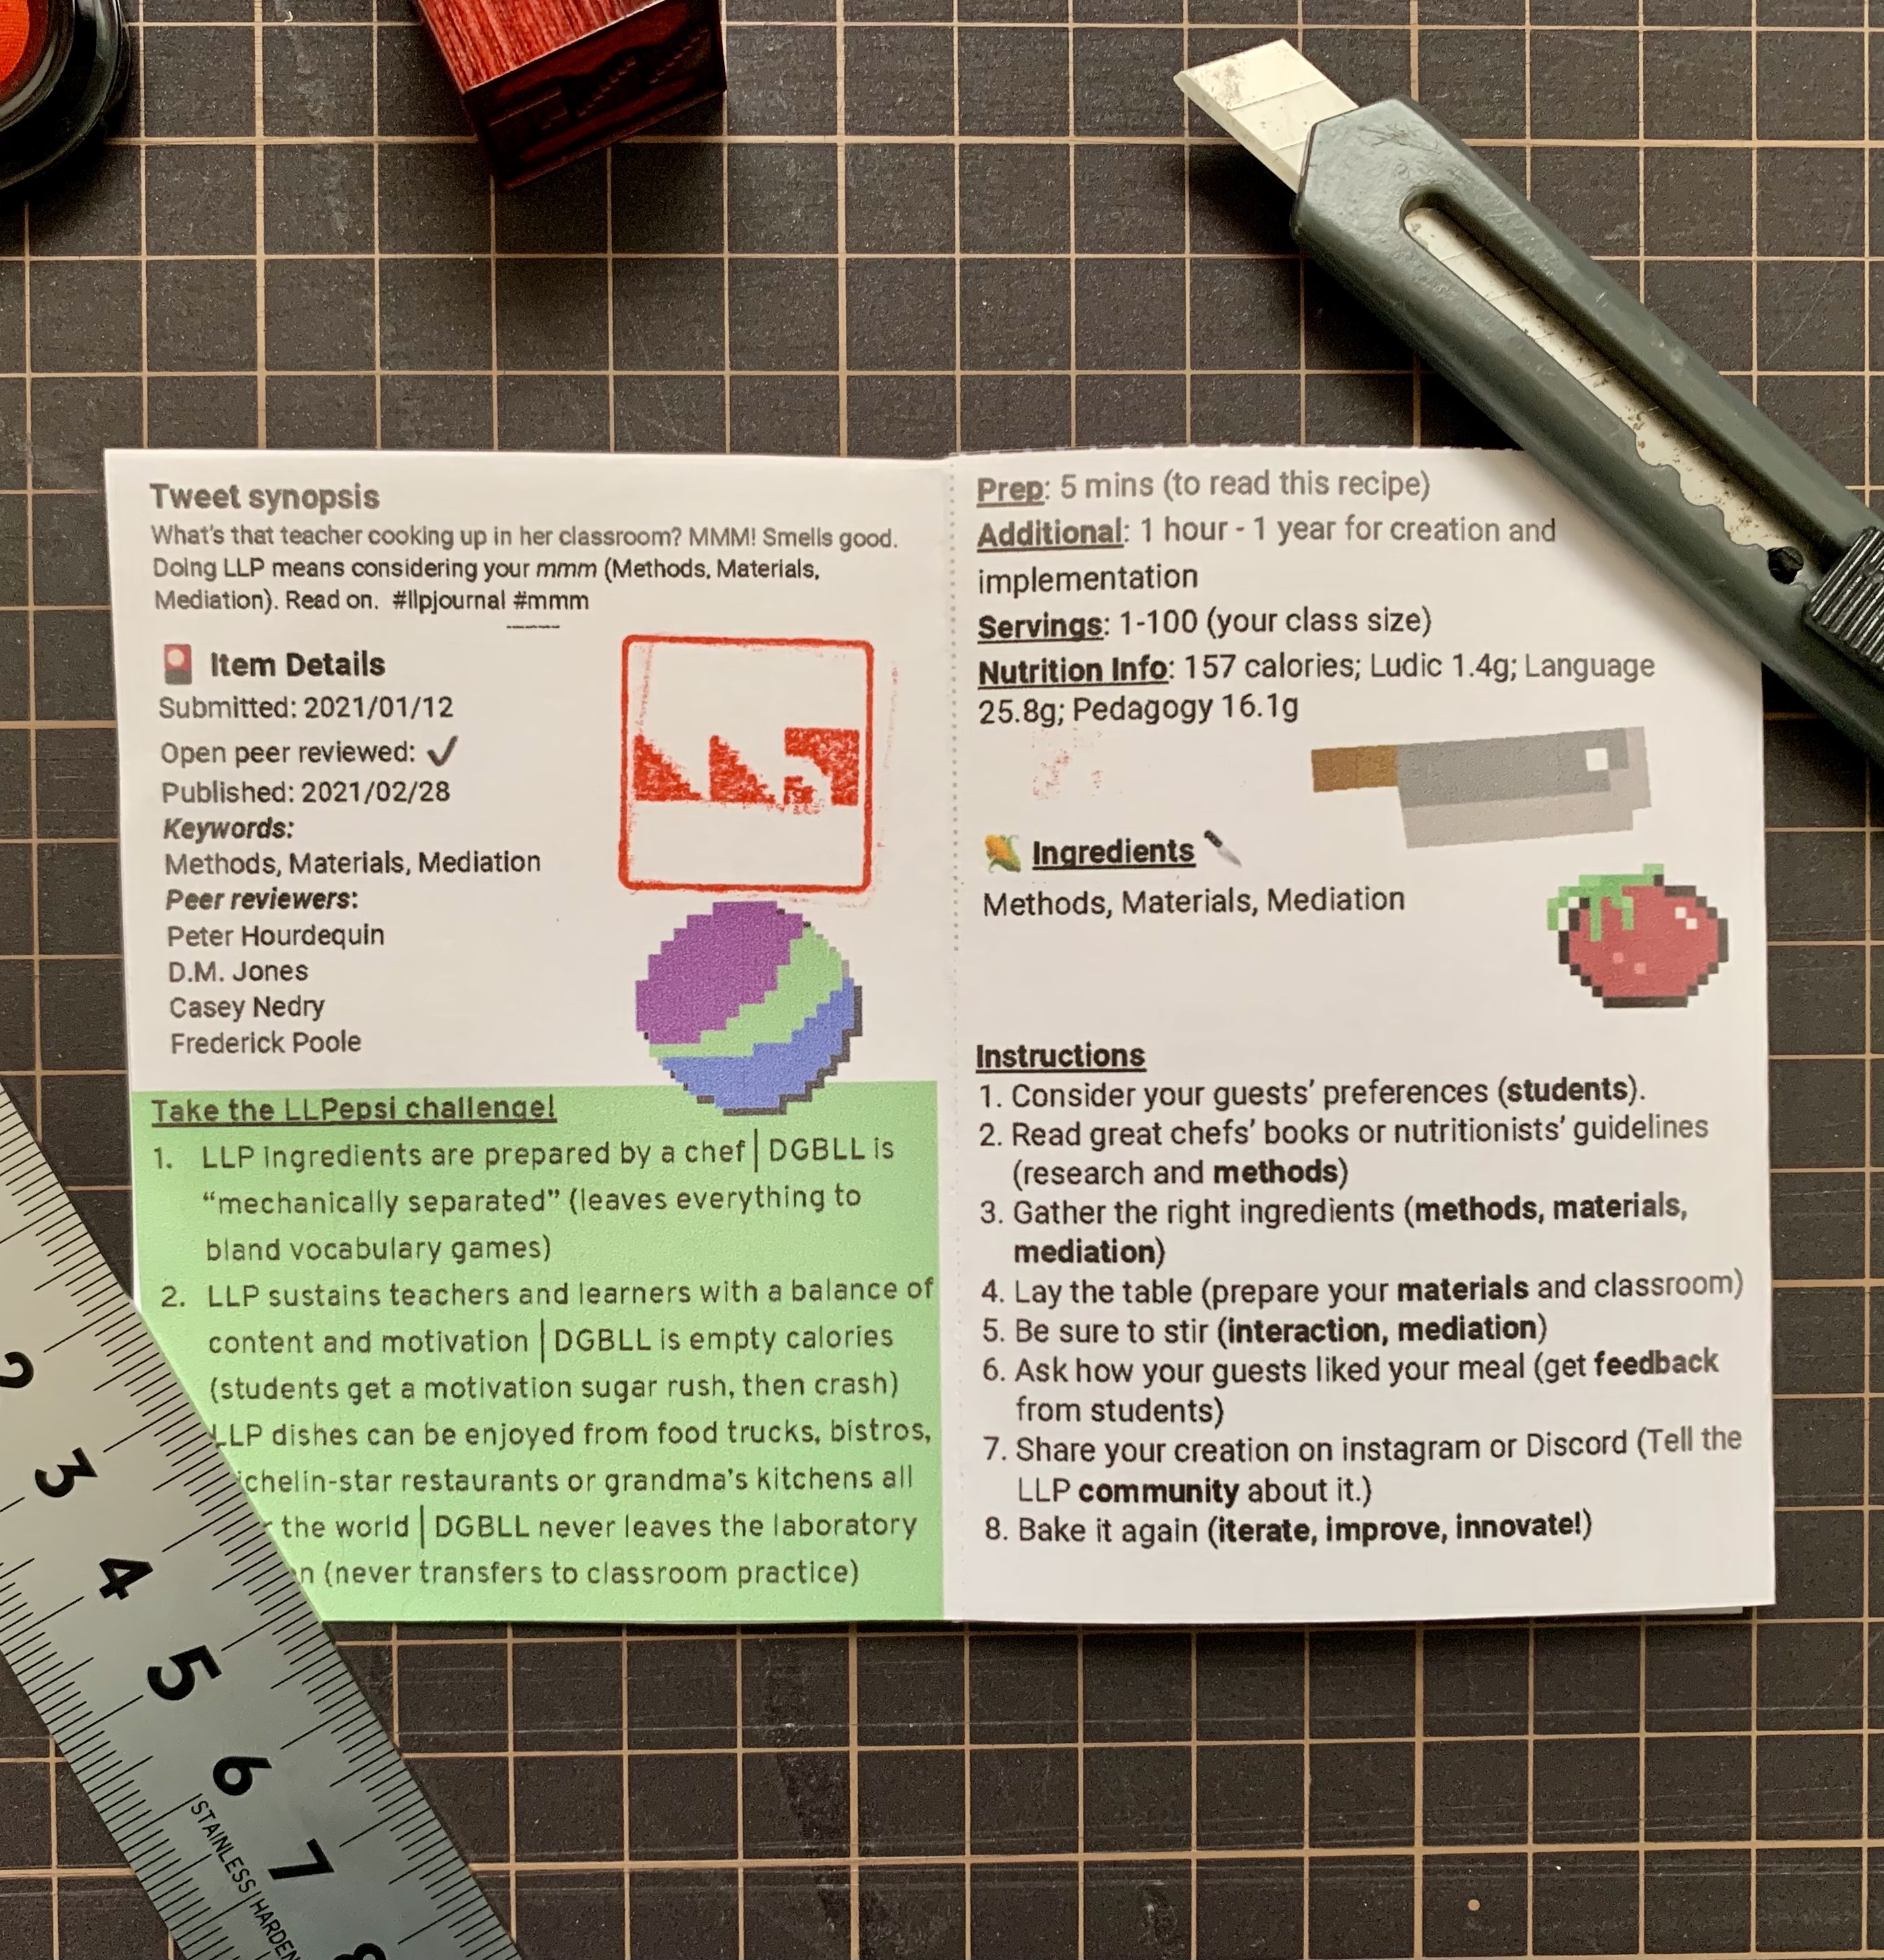 Tweet synopsis
What's that teacher cooking up in her classroom? MMM! Smells good.
Doing LLP means considering your mmm (Methods, Materials,
Mediation). Read on. #llpjournal #mmm
Item Details
Submitted: 2021/01/12
Open peer reviewed: ✓
Published: 2021/02/28
Keywords:
Methods, Materials, Mediation
Peer reviewers:
Peter Hourdequin
D.M. Jones
Casey Nedry
Frederick Poole
Take the LLPepsi challenge!
1. LLP ingredients are prepared by a chef | DGBLL is
"mechanically separated" (leaves everything to
bland vocabulary games)
2. LLP sustains teachers and learners with a balance of
content and motivation | DGBLL is empty calories
(students get a motivation sugar rush, then crash)
LLP dishes can be enjoyed from food trucks, bistros,
ichelin-star restaurants or grandma's kitchens all
the world | DGBLL never leaves the laboratory
n (never transfers to classroom practice)
Prep: 5 mins (to read this recipe)
Additional: 1 hour - 1 year for creation and
implementation
Servings: 1-100 (your class size)
Nutrition Info: 157 calories; Ludic 1.4g; Language
25.8g; Pedagogy 16.1g
Ingredients
Methods, Materials, Mediation
Instructions
1. Consider your guests' preferences (students).
2. Read great chefs' books or nutritionists' guidelines
(research and methods)
3. Gather the right ingredients (methods, materials,
mediation)
4. Lay the table (prepare your materials and classroom)
5. Be sure to stir (interaction, mediation)
6. Ask how your guests liked your meal (get feedback
from students)
7. Share your creation on instagram or Discord (Tell the
LLP community about it.)
8. Bake it again (iterate, improve, innovate!)
2
3
4
5
6
7
8
STAINLESS HARDEN